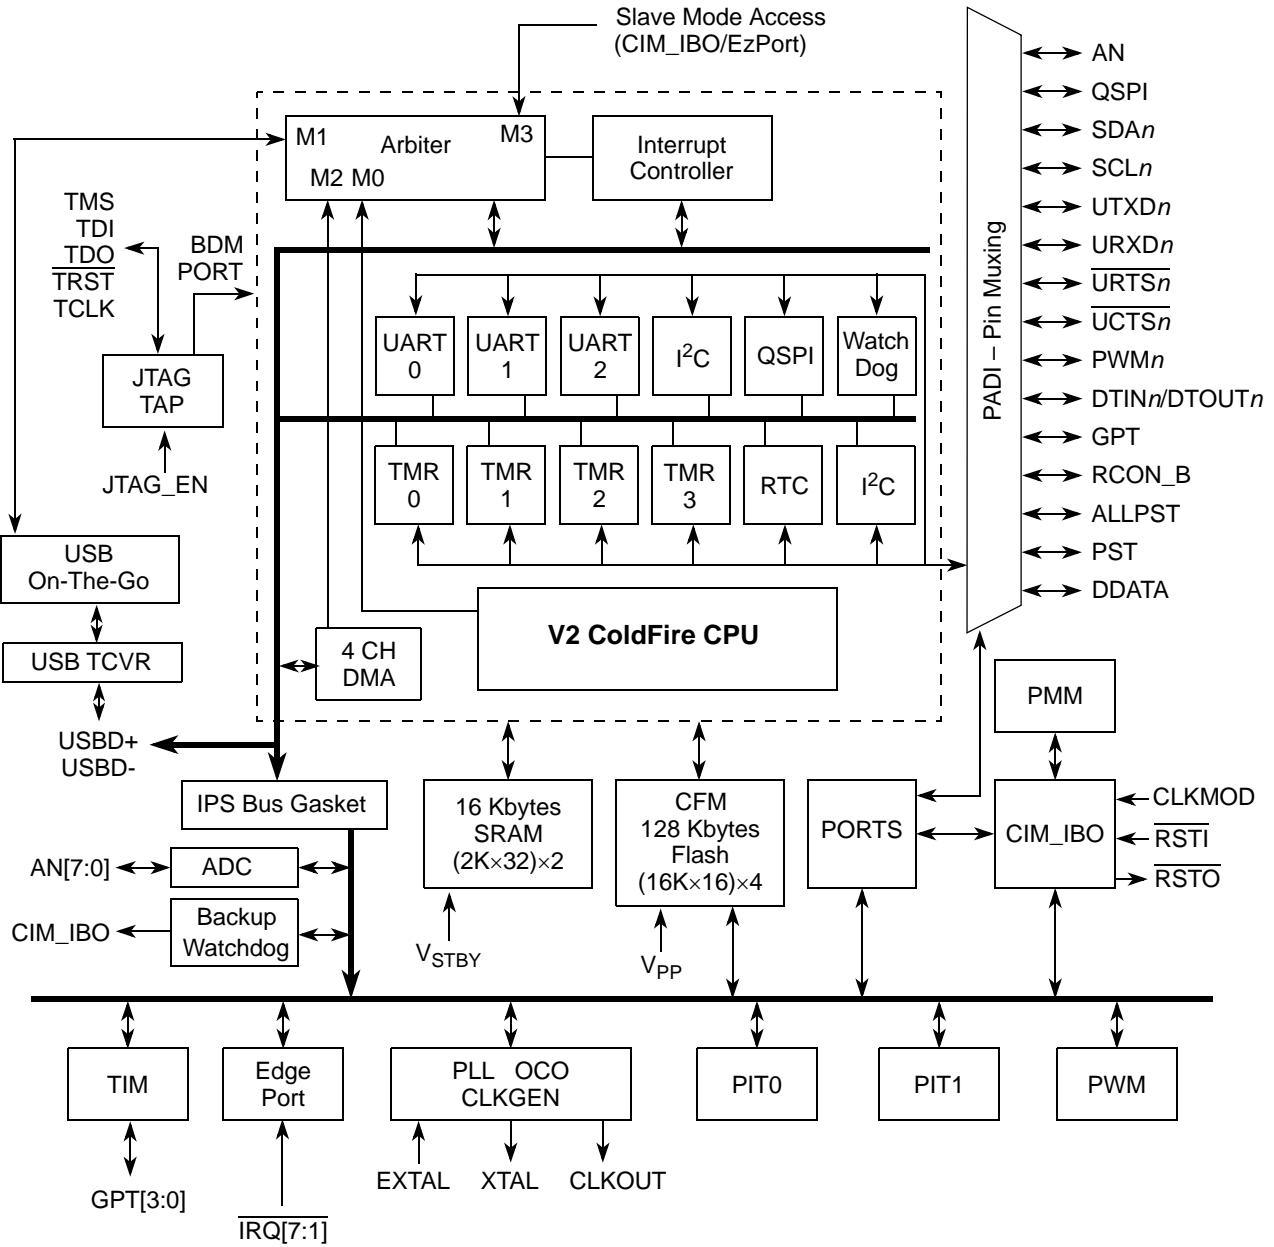 Slave Mode Access
(CIM_IBO/EzPort)
M1
Arbiter
M3
M2 M0
Interrupt
Controller
TMS
TDI
TDO
TRST
TCLK
BDM
PORT
JTAG
TAP
JTAG_EN
UART
0
UART
1
UART
2
I²C
QSPI
Watch
Dog
TMR
0
TMR
1
TMR
2
TMR
3
RTC
I²C
V2 ColdFire CPU
4 CH
DMA
USB
On-The-Go
USB TCVR
USBD+
USBD-
PADI – Pin Muxing
AN
QSPI
SDAn
SCLn
UTXDn
URXDn
URTSn
UCTSn
PWMn
DTINn/DTOUTn
GPT
RCON_B
ALLPST
PST
DDATA
PMM
IPS Bus Gasket
16 Kbytes
SRAM
(2K×32)×2
CFM
128 Kbytes
Flash
(16K×16)×4
PORTS
CIM_IBO
CLKMOD
RSTI
RSTO
AN[7:0]
ADC
CIM_IBO
Backup
Watchdog
VSTBY
VPP
TIM
Edge
Port
PLL OCO
CLKGEN
PIT0
PIT1
PWM
GPT[3:0]
IRQ[7:1]
EXTAL
XTAL
CLKOUT